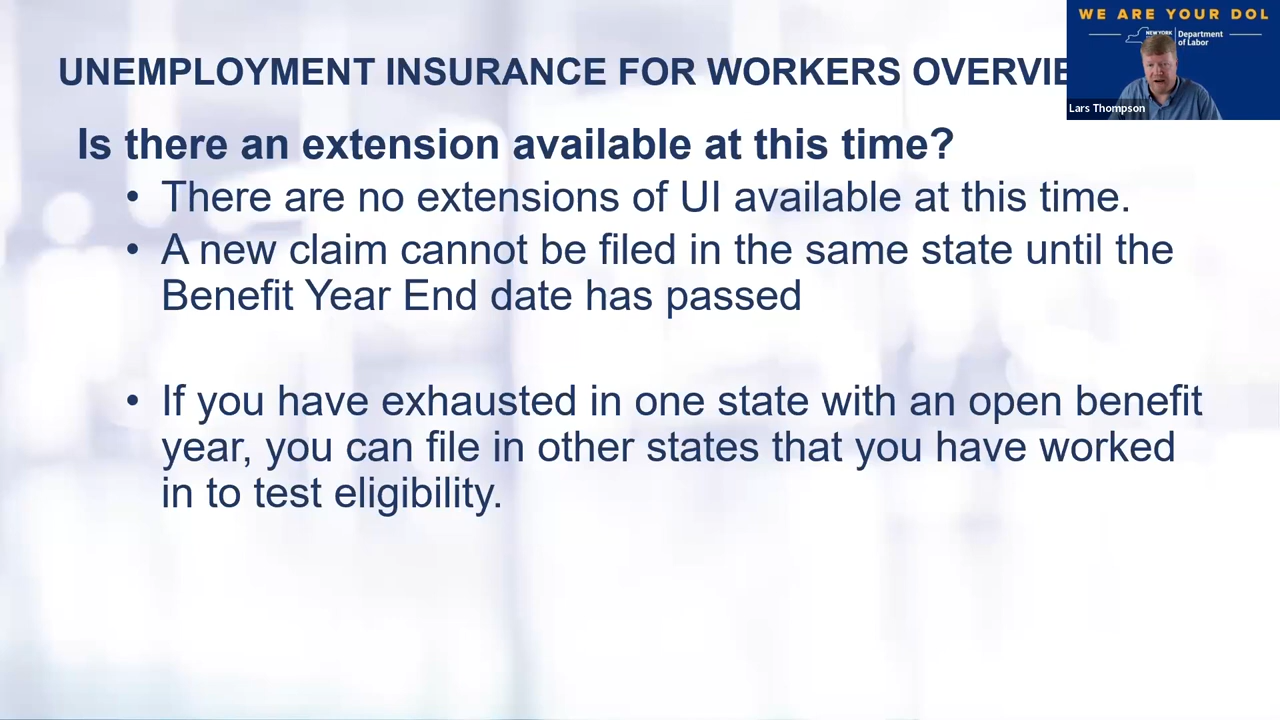 UNEMPLOYMENT INSURANCE FOR WORKERS OVERVIE
Is there an extension available at this time?
• There are no extensions of UI available at this time.
• A new claim cannot be filed in the same state until the
Benefit Year End date has passed
• If you have exhausted in one state with an open benefit
year, you can file in other states that you have worked
in to test eligibility.
WE ARE YOUR DOL
NEW YORK
Department
of Labor
Lars Thompson